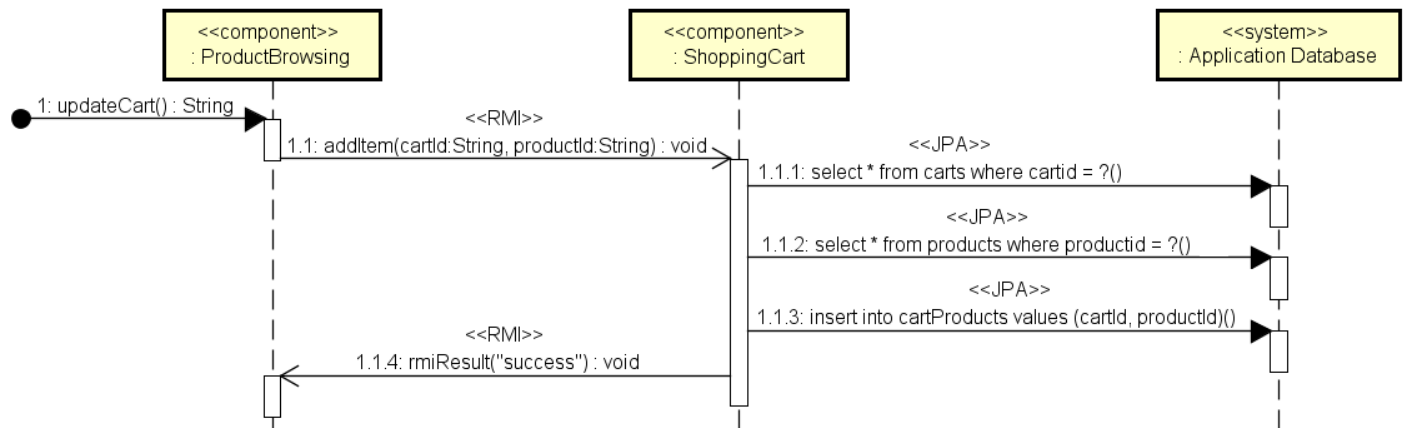 <<component>>
: ProductBrowsing
<<component>>
: ShoppingCart
<<system>>
: Application Database
1: updateCart() : String
<<RMI>>
1.1: addItem(cartId:String, productId:String) : void
<<JPA>>
1.1.1: select * from carts where cartid = ?()
<<JPA>>
1.1.2: select * from products where productid = ?()
<<JPA>>
1.1.3: insert into cartProducts values (cartId, productId)()
<<RMI>>
1.1.4: rmiResult("success") : void